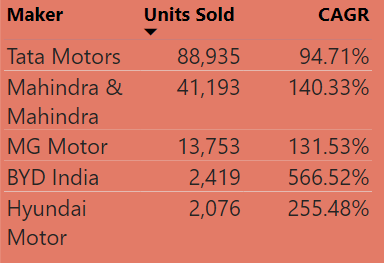 Maker Units Sold CAGR
Tata Motors 88,935 94.71%
Mahindra & 41,193 140.33%
Mahindra
MG Motor 13,753 131.53%
BYD India 2,419 566.52%
Hyundai 2,076 255.48%
Motor